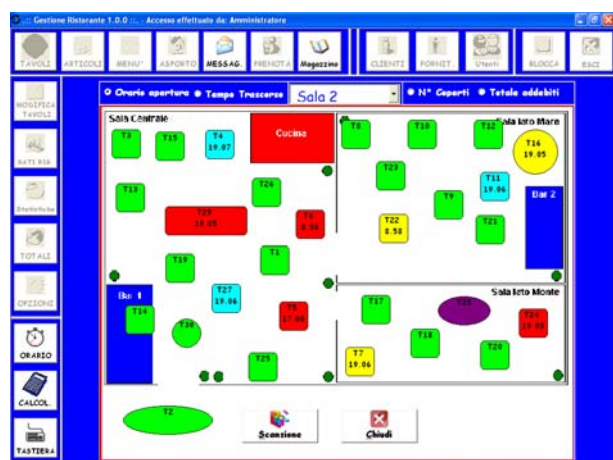 .:: Gestione Ristorante 1.0.0 ::. - Accesso effettuato da: Amministratore
TAVOLI ARTICOLI MENU' ASPORTO MESSAG. PRENOTA Magazzino CLIENTI FORNIT. Utenti BLOCCA ESCI
Orario apertura Tempo Trascorso Sala 2 N° Coperti Totale addebiti
MODIFICA
TAVOLI
DATI RIS.
Statistiche
TOTALI
OPZIONI
ORARIO
CALCOL.
TASTIERA
Sala Centrale
Cucina
T3
T15
T4
19.07
T13
T26
T29
19.05
T6
8.56
T19
T1
T27
19.06
T5
Bar 1
T14
T30
T25
T2
Sala lato Mare
T8
T10
T12
T16
19.05
T23
T11
19.06
T9
Bar 2
T22
8.58
T21
Sala lato Monte
T17
T24
19.05
T18
T20
T7
19.06
Scansione
Chiudi